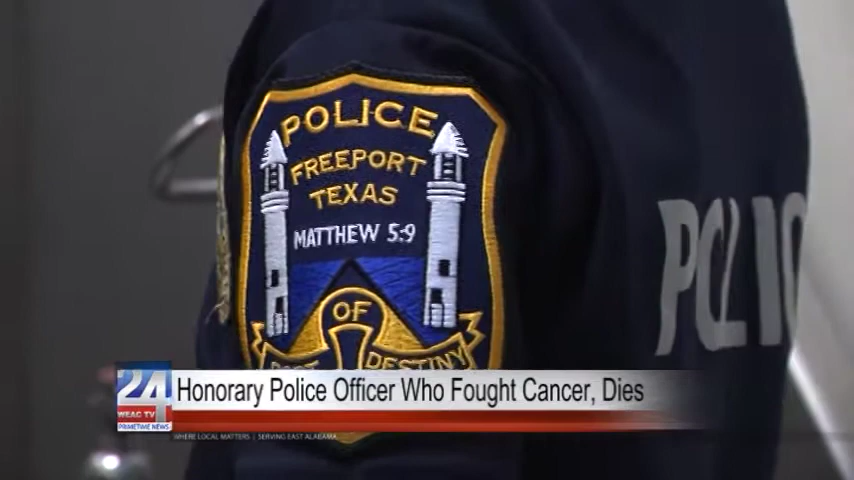 POLICE
FREEPORT
TEXAS
MATTHEW 5:9
OF
PORT DESTINY
POLIC
24
WEAC TV
PRIMETIME NEWS
Honorary Police Officer Who Fought Cancer, Dies
WHERE LOCAL MATTERS | SERVING EAST ALABAMA